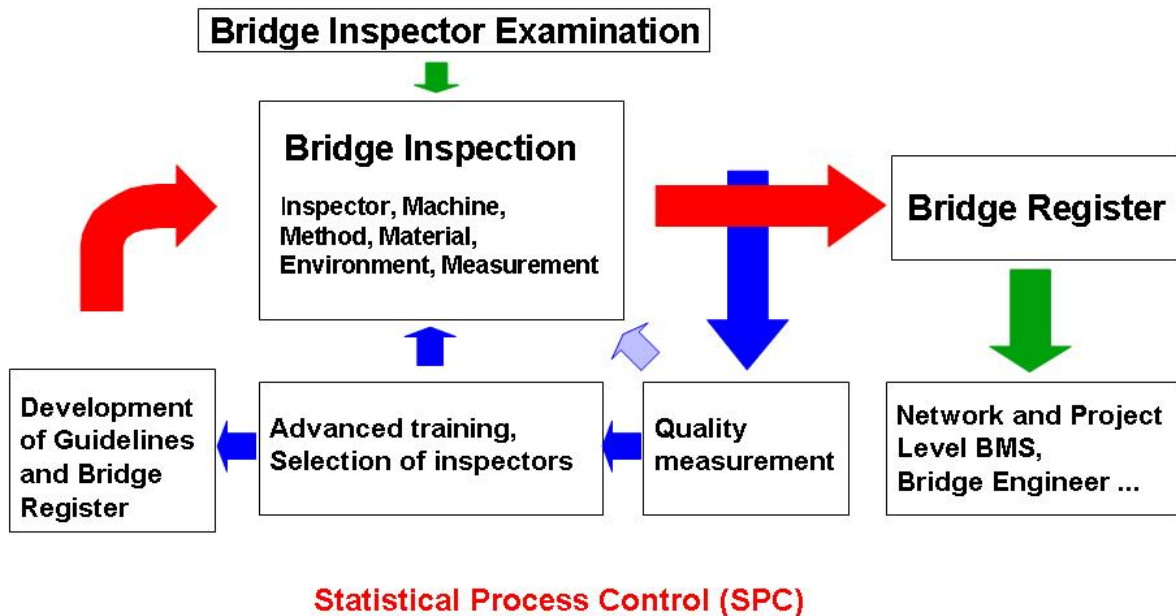 Bridge Inspector Examination
Bridge Inspection
Inspector, Machine,
Method, Material,
Environment, Measurement
Bridge Register
Development
of Guidelines
and Bridge
Register
Advanced training,
Selection of inspectors
Quality
measurement
Network and Project
Level BMS,
Bridge Engineer ...
Statistical Process Control (SPC)